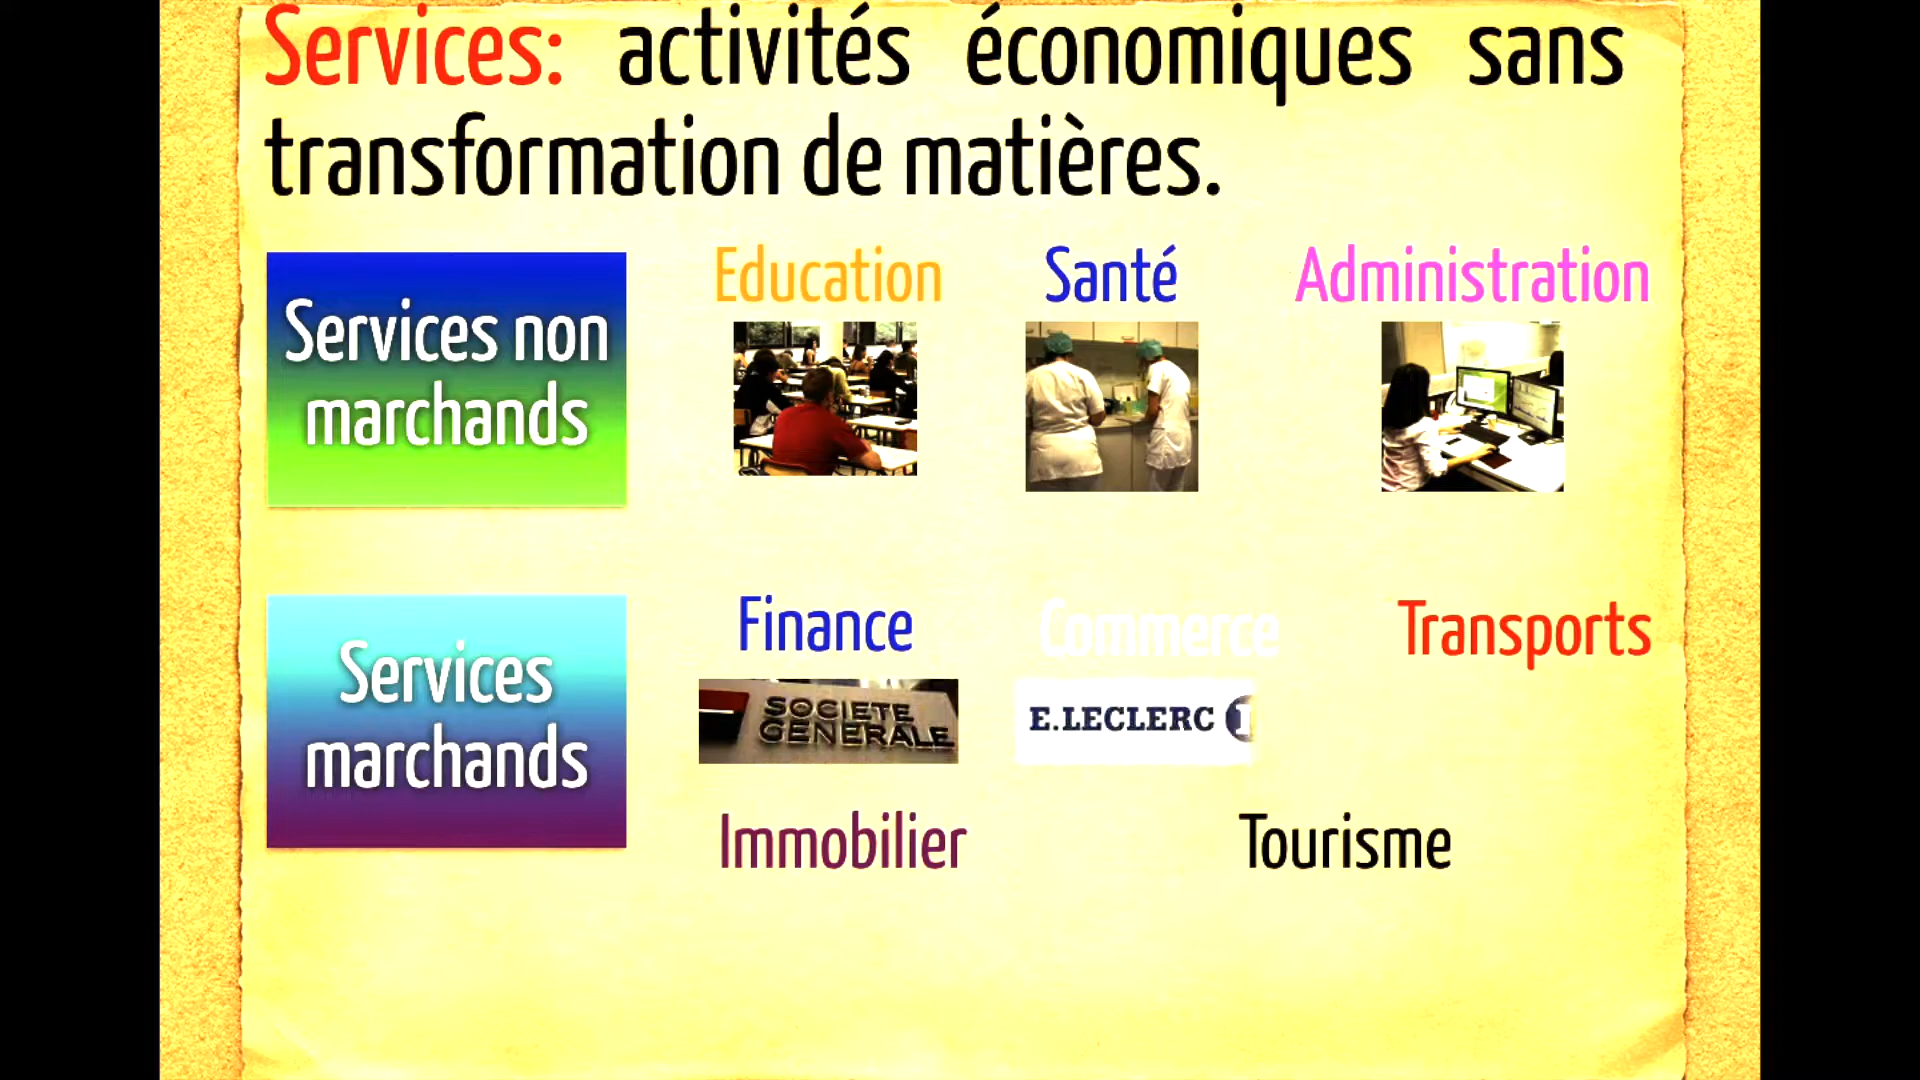 Services: activités économiques sans
transformation de matières.
Services non
marchands
Education
Santé
Administration
Services
marchands
Finance
Commerce
Transports
SOCIETE
GENERALE
E.LECLERC
Immobilier
Tourisme